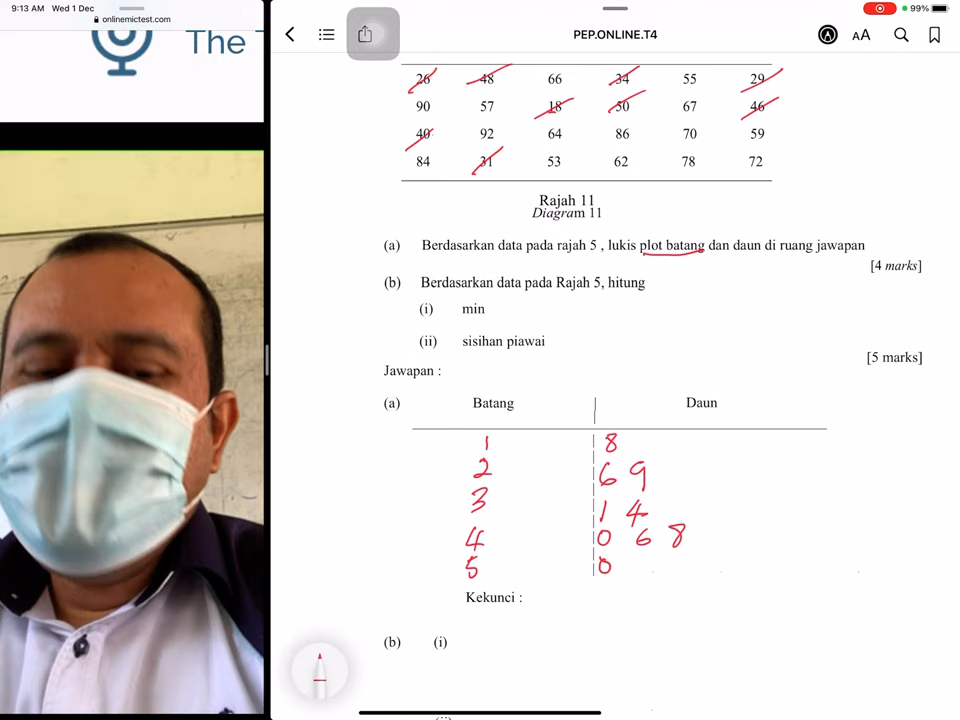 9:13 AM Wed 1 Dec
99%
onlinemictest.com
The
PEP.ONLINE.T4
AA
26 48 66 34 55 29
90 57 18 50 67 46
40 92 64 86 70 59
84 31 53 62 78 72
Rajah 11
Diagram 11
(a) Berdasarkan data pada rajah 5 , lukis plot batang dan daun di ruang jawapan
[4 marks]
(b) Berdasarkan data pada Rajah 5, hitung
(i) min
(ii) sisihan piawai
[5 marks]
Jawapan :
(a) Batang Daun
1 8
2 6 9
3 1 4
4 0 6 8
5 0
Kekunci :
(b) (i)